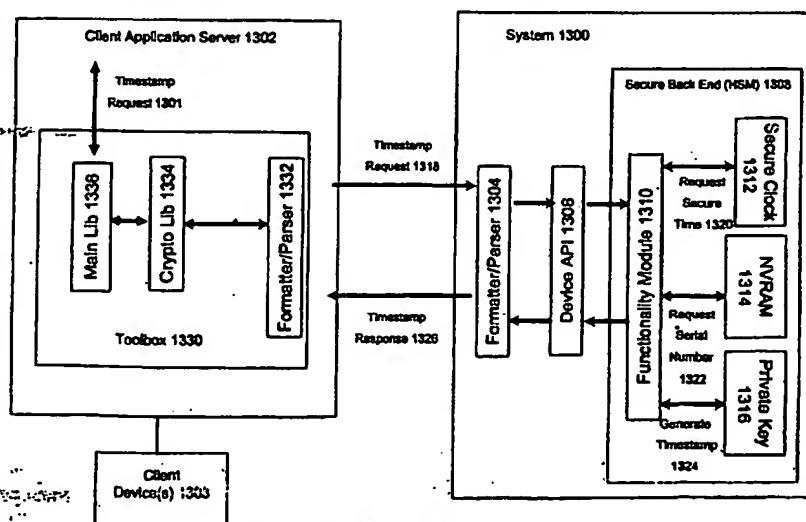 Client Application Server 1302
Timestamp
Request 1301
Main Lib 1336
Crypto Lib 1334
Formatter/Parser 1332
Toolbox 1330
Client
Device(s) 1303
Timestamp
Request 1318
Timestamp
Response 1326
System 1300
Formatter/Parser 1304
Device API 1306
Secure Back End (HSM) 1308
Functionality Module 1310
Request
Secure
Time 1320
Secure Clock
1312
Request
Serial
Number
1322
NVRAM
1314
Generate
Timestamp
1324
Private Key
1316